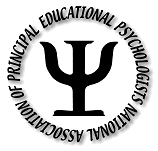 NATIONAL ASSOCIATION OF PRINCIPAL EDUCATIONAL PSYCHOLOGISTS
Ψ